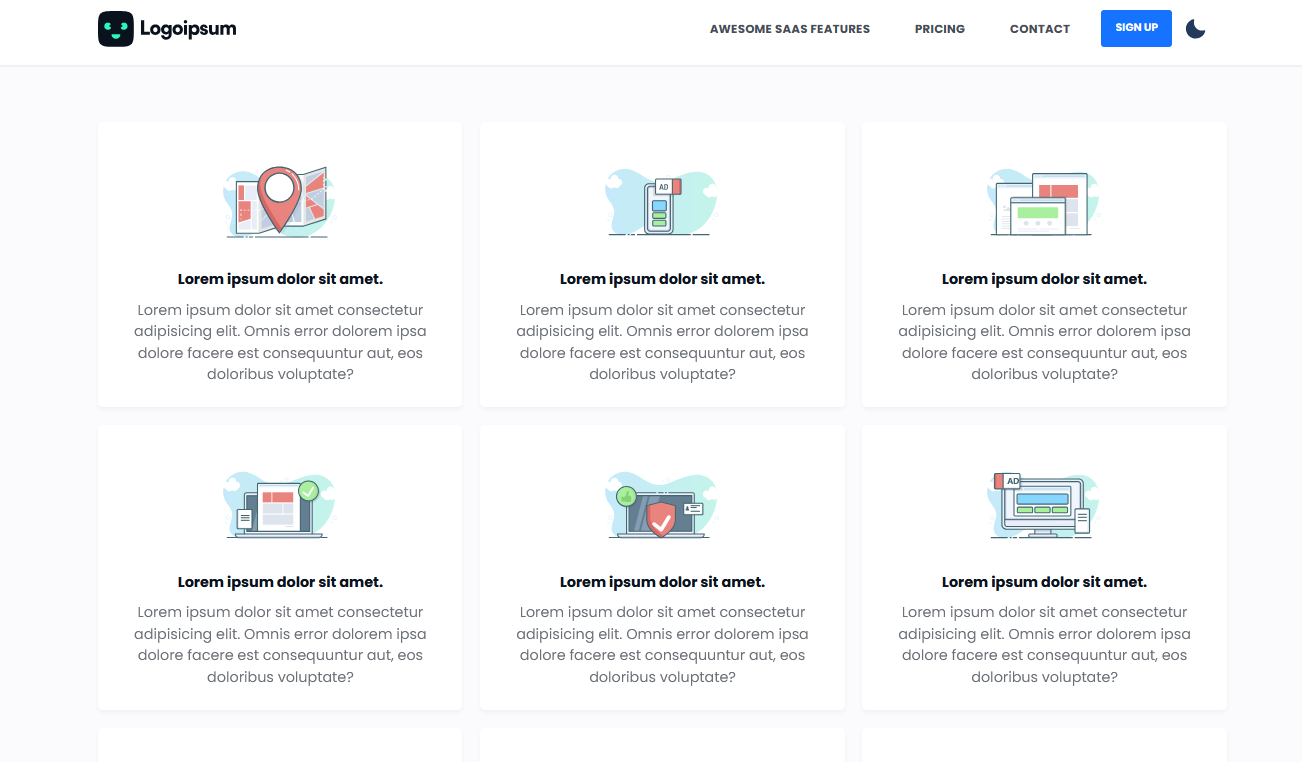 Logoipsum
AWESOME SAAS FEATURES
PRICING
CONTACT
SIGN UP
Lorem ipsum dolor sit amet.
Lorem ipsum dolor sit amet consectetur
adipisicing elit. Omnis error dolorem ipsa
dolore facere est consequuntur aut, eos
doloribus voluptate?
AD
Lorem ipsum dolor sit amet.
Lorem ipsum dolor sit amet consectetur
adipisicing elit. Omnis error dolorem ipsa
dolore facere est consequuntur aut, eos
doloribus voluptate?
Lorem ipsum dolor sit amet.
Lorem ipsum dolor sit amet consectetur
adipisicing elit. Omnis error dolorem ipsa
dolore facere est consequuntur aut, eos
doloribus voluptate?
Lorem ipsum dolor sit amet.
Lorem ipsum dolor sit amet consectetur
adipisicing elit. Omnis error dolorem ipsa
dolore facere est consequuntur aut, eos
doloribus voluptate?
Lorem ipsum dolor sit amet.
Lorem ipsum dolor sit amet consectetur
adipisicing elit. Omnis error dolorem ipsa
dolore facere est consequuntur aut, eos
doloribus voluptate?
AD
Lorem ipsum dolor sit amet.
Lorem ipsum dolor sit amet consectetur
adipisicing elit. Omnis error dolorem ipsa
dolore facere est consequuntur aut, eos
doloribus voluptate?